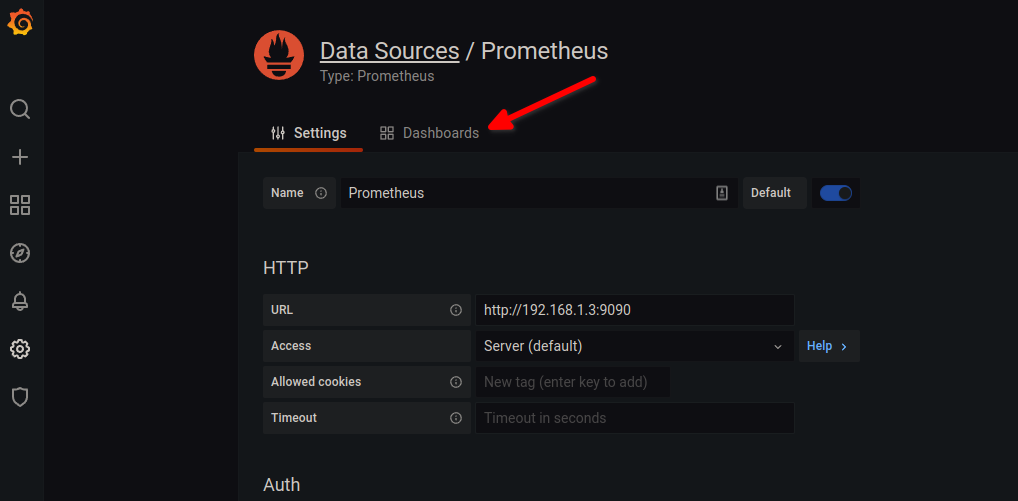 Data Sources / Prometheus
Type: Prometheus
Settings Dashboards
Name Prometheus Default
HTTP
URL http://192.168.1.3:9090
Access Server (default) Help
Allowed cookies New tag (enter key to add)
Timeout Timeout in seconds
Auth